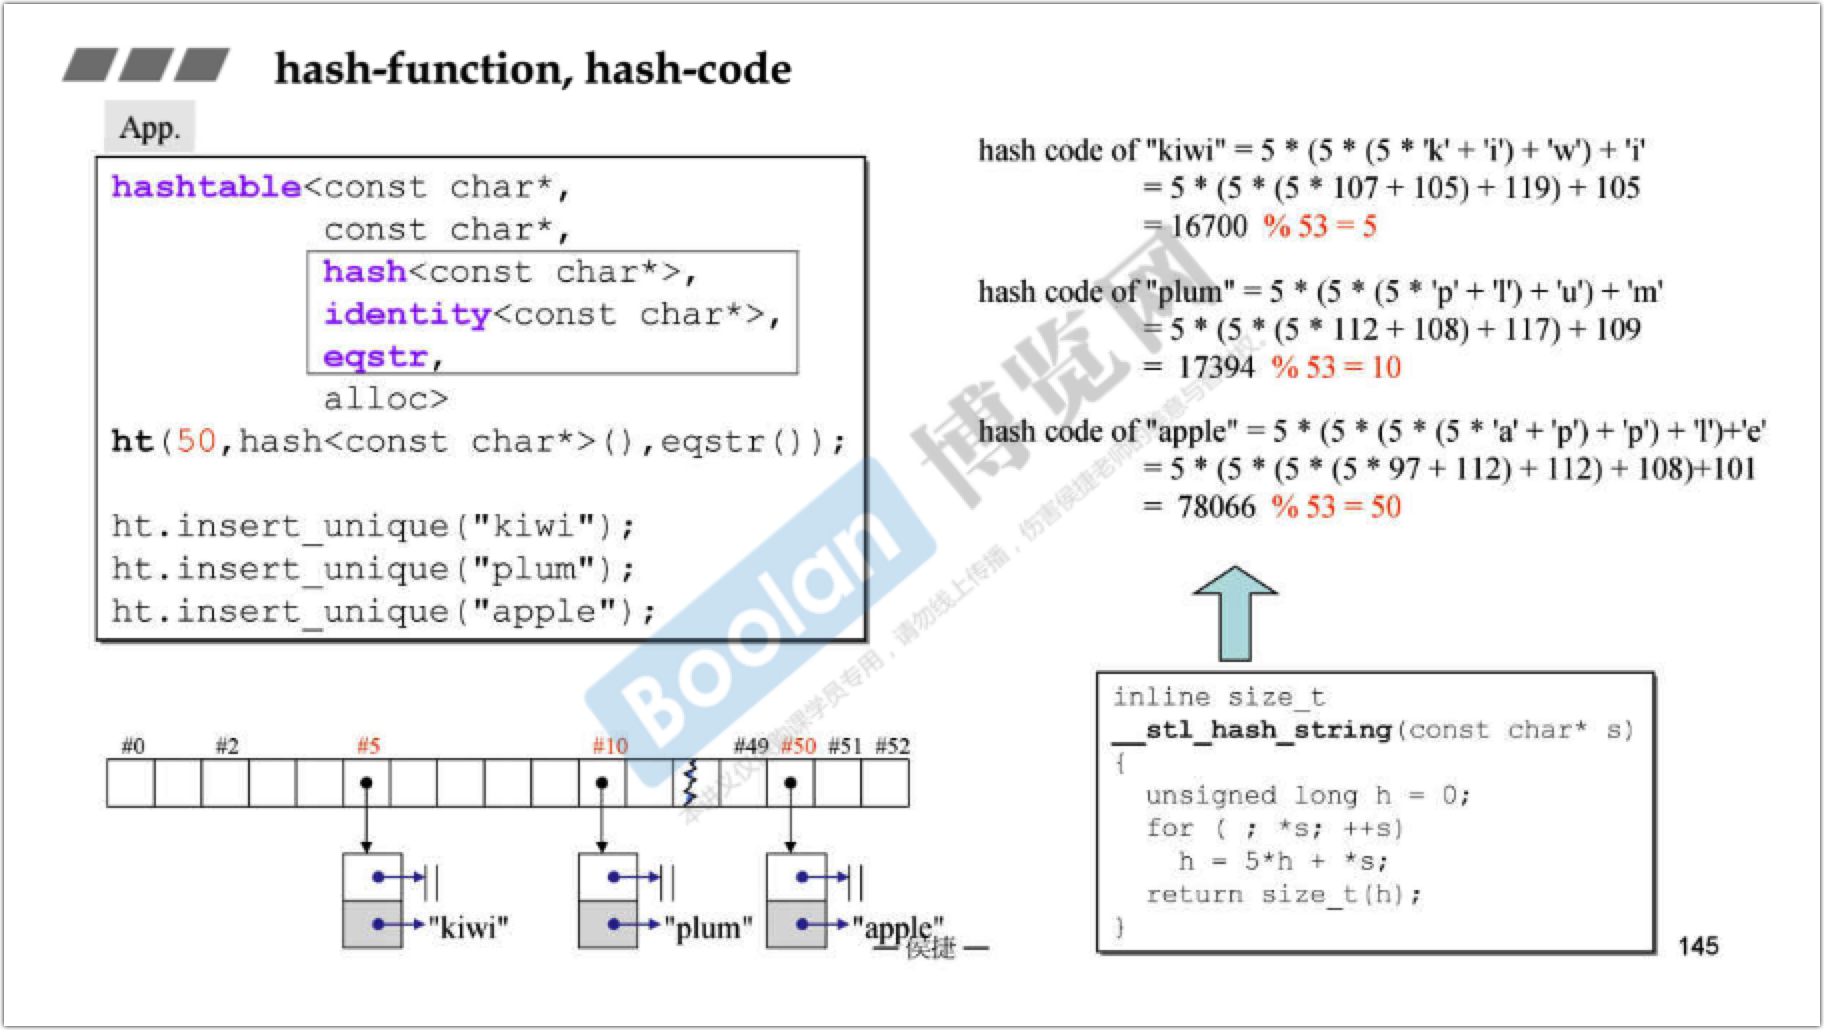 hash-function, hash-code
App.
hashtable<const char*,
const char*,
hash<const char*>,
identity<const char*>,
eqstr,
alloc>
ht(50,hash<const char*>(),eqstr());
ht.insert_unique("kiwi");
ht.insert_unique("plum");
ht.insert_unique("apple");
hash code of "kiwi" = 5 * (5 * (5 * 'k' + 'i') + 'w') + 'i'
= 5 * (5 * (5 * 107 + 105) + 119) + 105
= 16700 % 53 = 5
hash code of "plum" = 5 * (5 * (5 * 'p' + 'l') + 'u') + 'm'
= 5 * (5 * (5 * 112 + 108) + 117) + 109
= 17394 % 53 = 10
hash code of "apple" = 5 * (5 * (5 * (5 * 'a' + 'p') + 'p') + 'l')+'e'
= 5 * (5 * (5 * (5 * 97 + 112) + 112) + 108)+101
= 78066 % 53 = 50
inline size_t
__stl_hash_string(const char* s)
{
unsigned long h = 0;
for ( ; *s; ++s)
h = 5*h + *s;
return size_t(h);
}
#0 #2 #5 #10 #49 #50 #51 #52
"kiwi" "plum" "apple"
— 侯捷 —
145
Boolan 博览网